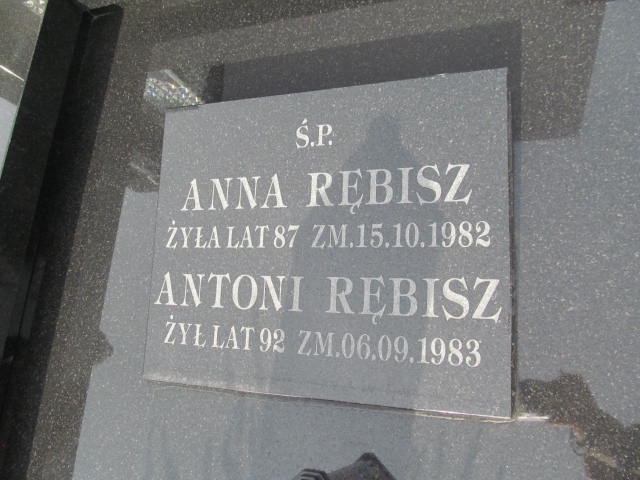 Ś.P.
ANNA RĘBISZ
ŻYŁA LAT 87 ZM.15.10.1982
ANTONI RĘBISZ
ŻYŁ LAT 92 ZM.06.09.1983